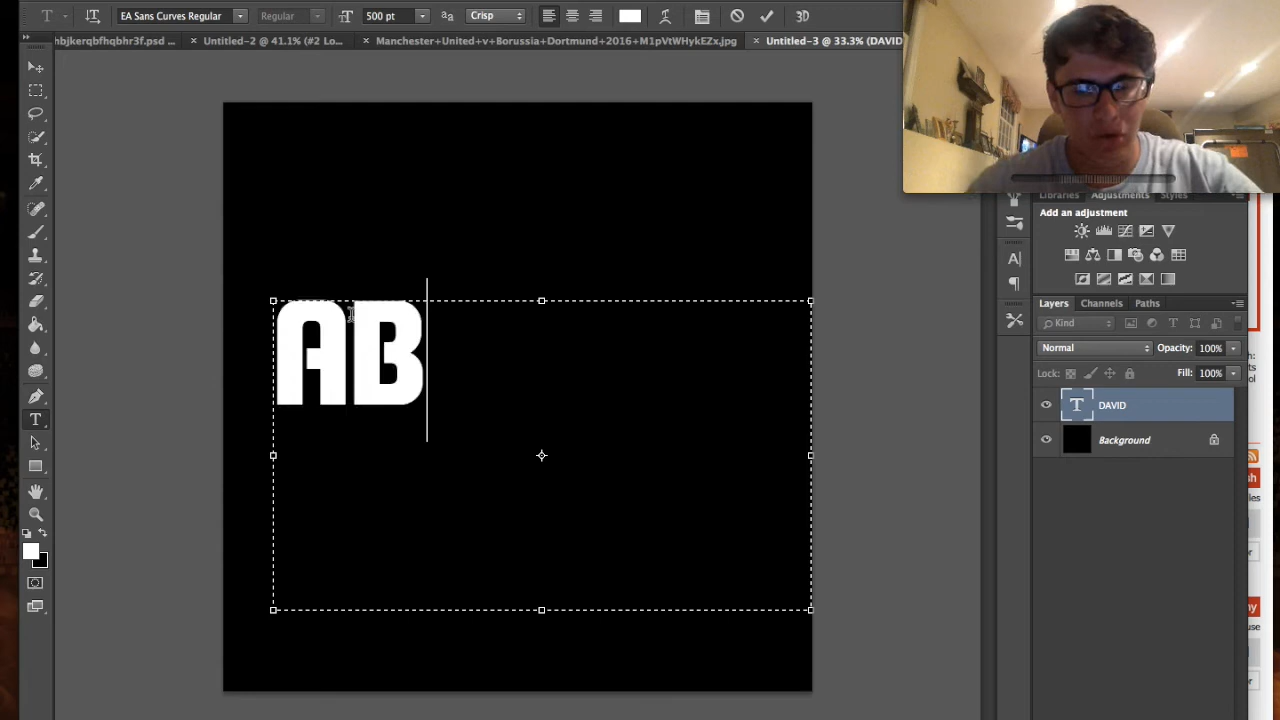 EA Sans Curves Regular Regular 500 pt aa Crisp 3D
hbjkerqbfhqbhr3f.psd ... × Untitled-2 @ 41.1% (#2 Lo... × Manchester+United+v+Borussia+Dortmund+2016+M1pVtWHykEZx.jpg × Untitled-3 @ 33.3% (DAVID
Libraries Adjustments Styles
Add an adjustment
AB
Layers Channels Paths
Kind
Normal Opacity: 100%
Lock: Fill: 100%
T DAVID
Background